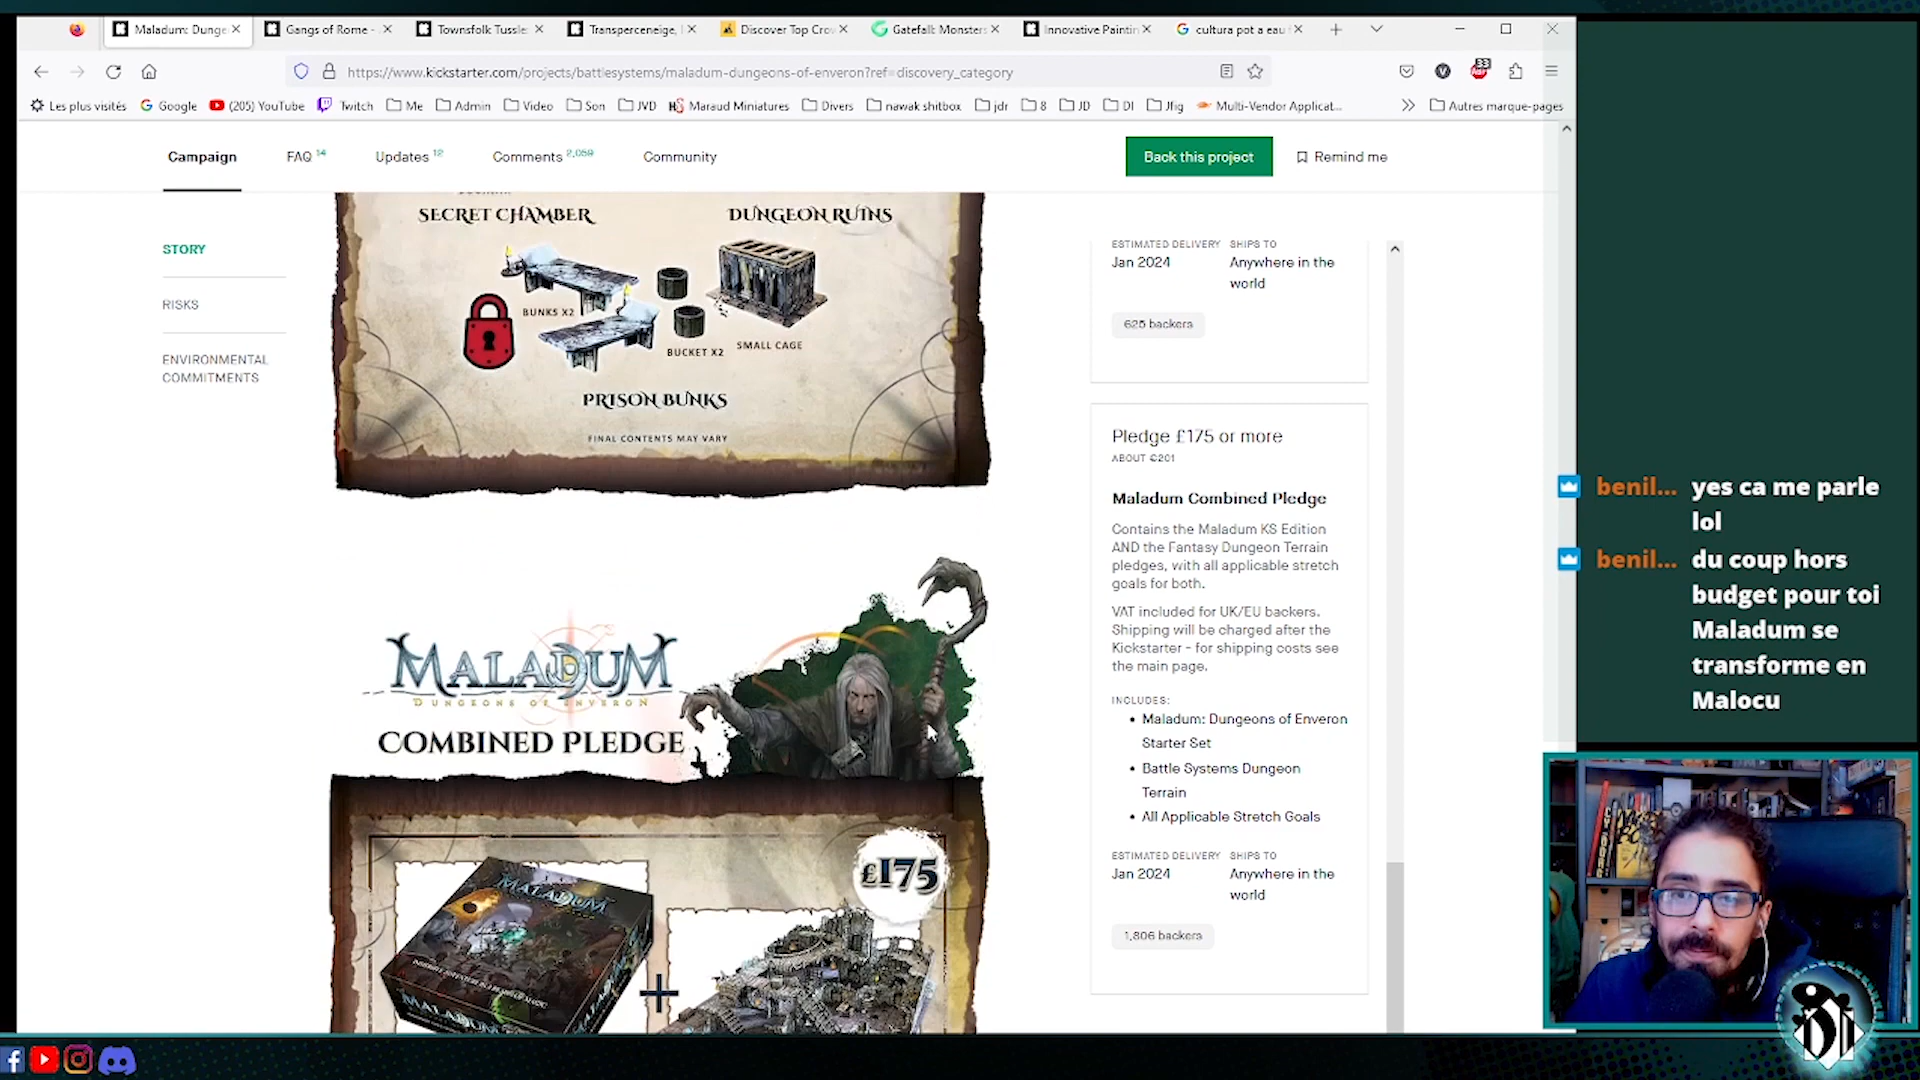 Maladum: Dunge
Gangs of Rome -
Townsfolk Tussle
Transperceneige,
Discover Top Cro
Gatefall: Monsters
Innovative Paintin
cultura pot a eau
https://www.kickstarter.com/projects/battlesystems/maladum-dungeons-of-enveron?ref=discovery_category
33
Les plus visités
Google
(205) YouTube
Twitch
Me
Admin
Video
Son
JVD
Maraud Miniatures
Divers
nawak shitbox
jdr
8
JD
DI
Jfig
Multi-Vendor Applicat...
Autres marque-pages
Campaign
FAQ 14
Updates 12
Comments 2,059
Community
Back this project
Remind me
STORY
RISKS
ENVIRONMENTAL
COMMITMENTS
SECRET CHAMBER
DUNGEON RUINS
BUNKS X2
BUCKET X2
SMALL CAGE
PRISON BUNKS
FINAL CONTENTS MAY VARY
MALADUM
DUNGEONS OF ENVERON
COMBINED PLEDGE
£175
MALADUM
MALADUM
ESTIMATED DELIVERY
SHIPS TO
Jan 2024
Anywhere in the
world
625 backers
Pledge £175 or more
ABOUT €201
Maladum Combined Pledge
Contains the Maladum KS Edition
AND the Fantasy Dungeon Terrain
pledges, with all applicable stretch
goals for both.
VAT included for UK/EU backers.
Shipping will be charged after the
Kickstarter - for shipping costs see
the main page.
INCLUDES:
Maladum: Dungeons of Enveron
Starter Set
Battle Systems Dungeon
Terrain
All Applicable Stretch Goals
ESTIMATED DELIVERY
SHIPS TO
Jan 2024
Anywhere in the
world
1,806 backers
benil... yes ca me parle
lol
benil... du coup hors
budget pour toi
Maladum se
transforme en
Malocu